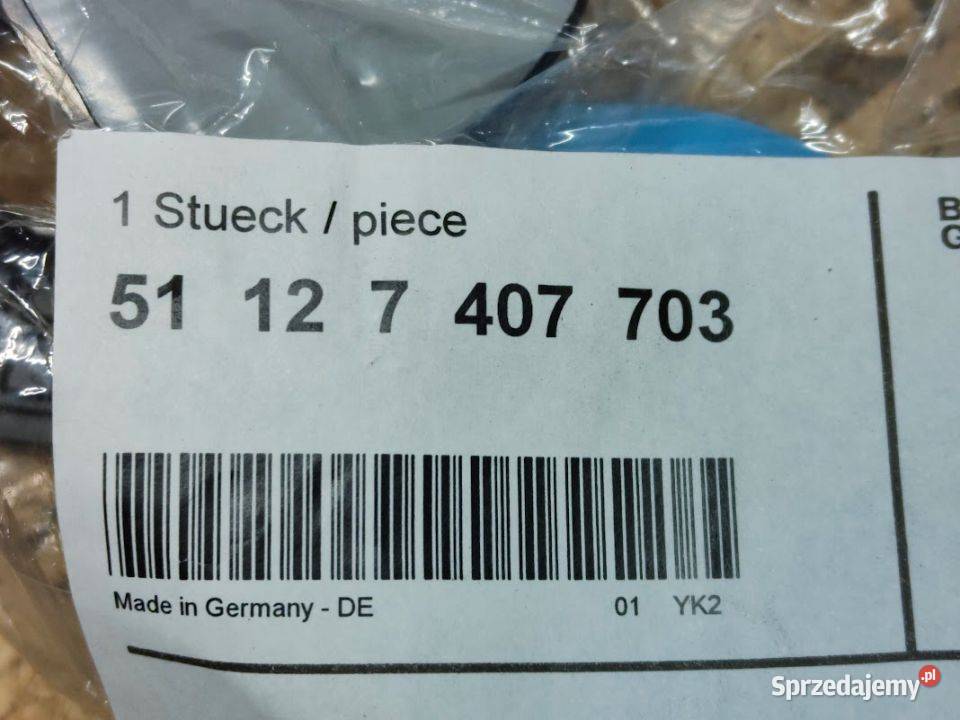 1 Stueck / piece
51 12 7 407 703
Made in Germany - DE
01 YK2
B
G
Sprzedajemy.pl